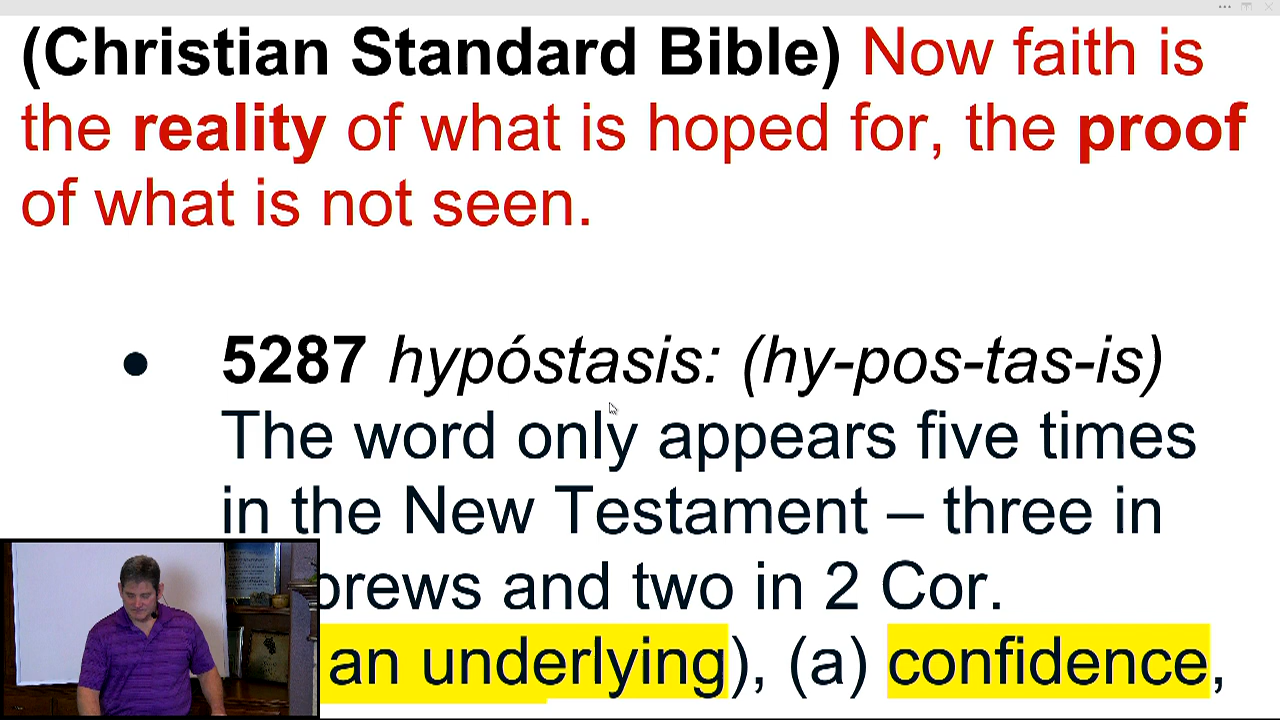 (Christian Standard Bible) Now faith is
the reality of what is hoped for, the proof
of what is not seen.
• 5287 hypóstasis: (hy-pos-tas-is)
The word only appears five times
in the New Testament – three in
brews and two in 2 Cor.
an underlying), (a) confidence,